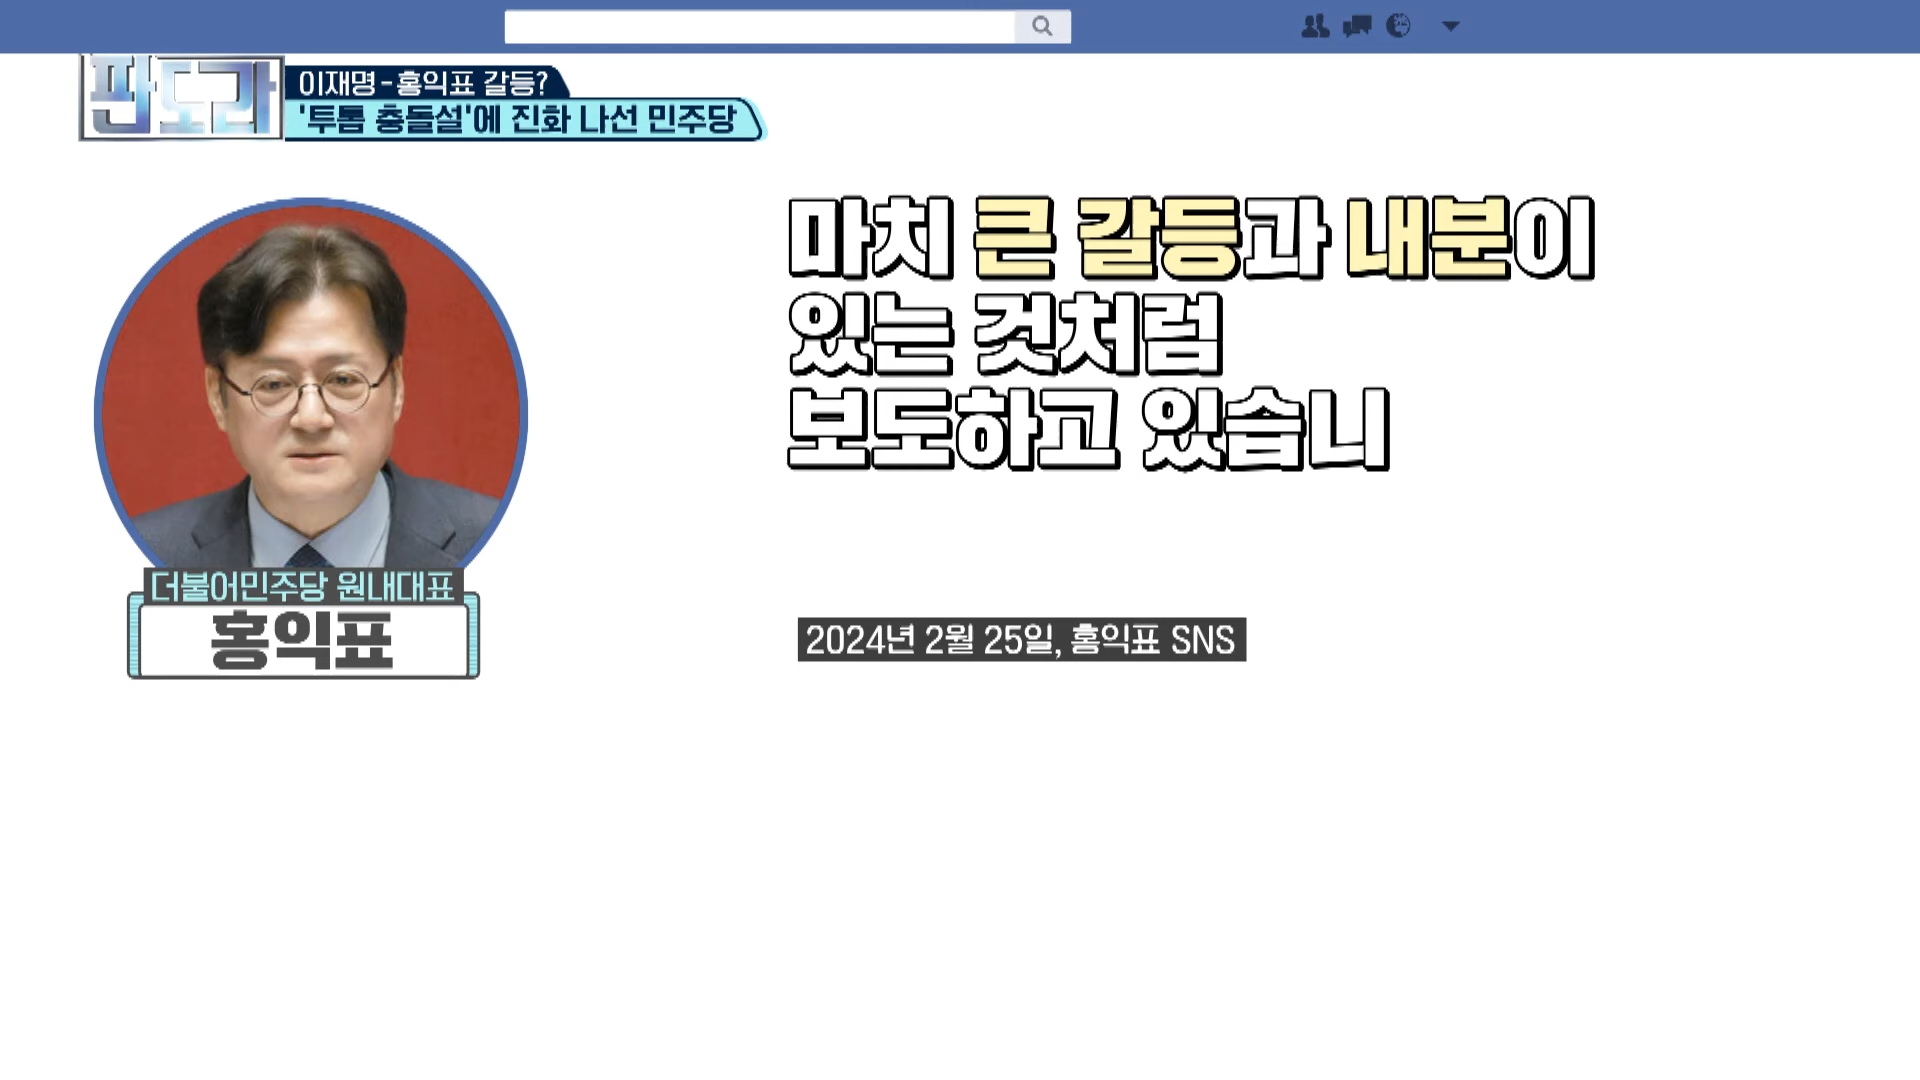 판도라
이재명-홍익표 갈등?
'투톱 충돌설'에 진화 나선 민주당
마치 큰 갈등과 내분이
있는 것처럼
보도하고 있습니
더불어민주당 원내대표
홍익표
2024년 2월 25일, 홍익표 SNS